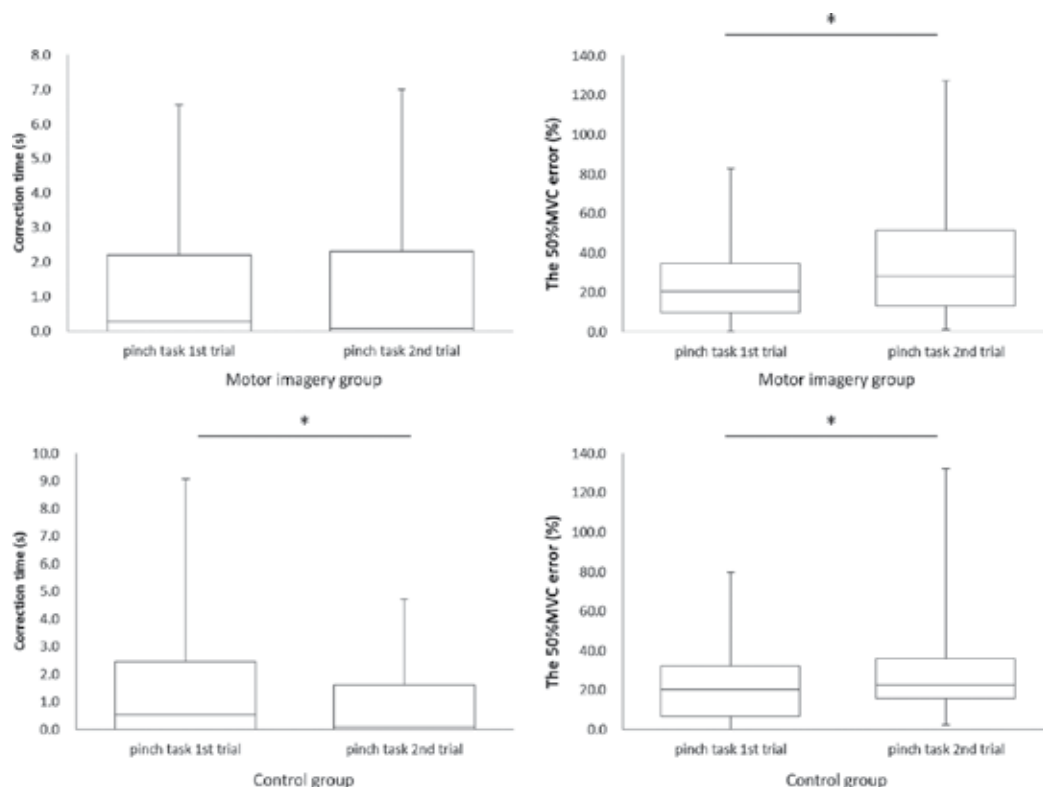 *
8.0
7.0
6.0
5.0
4.0
3.0
2.0
1.0
0.0
Correction time (s)
pinch task 1st trial
pinch task 2nd trial
Motor imagery group
140.0
120.0
100.0
80.0
60.0
40.0
20.0
0.0
The 50%MVC error (%)
pinch task 1st trial
pinch task 2nd trial
Motor imagery group
*
10.0
9.0
8.0
7.0
6.0
5.0
4.0
3.0
2.0
1.0
0.0
Correction time (s)
pinch task 1st trial
pinch task 2nd trial
Control group
*
140.0
120.0
100.0
80.0
60.0
40.0
20.0
0.0
The 50%MVC error (%)
pinch task 1st trial
pinch task 2nd trial
Control group